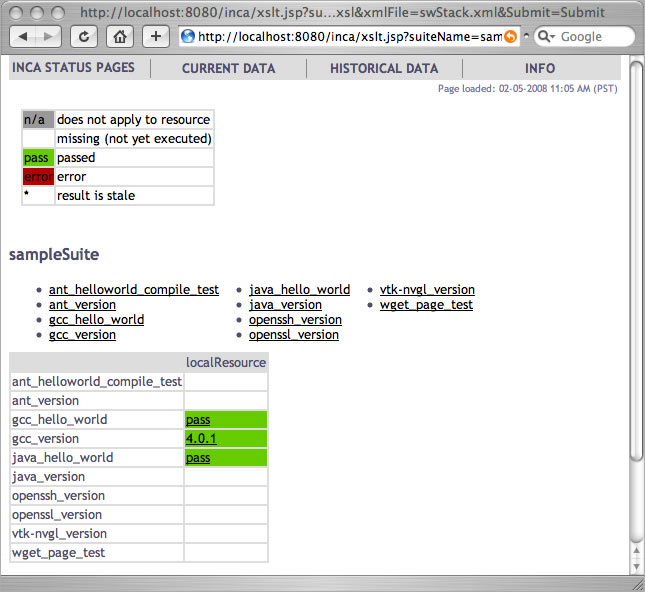 http://localhost:8080/inca/xslt.jsp?su...xsl&xmlFile=swStack.xml&Submit=Submit
http://localhost:8080/inca/xslt.jsp?suiteName=sam Google
INCA STATUS PAGES CURRENT DATA HISTORICAL DATA INFO
Page loaded: 02-05-2008 11:05 AM (PST)
n/a does not apply to resource
missing (not yet executed)
pass passed
error error
* result is stale
sampleSuite
• ant_helloworld_compile_test • java_hello_world • vtk-nvgl_version
• ant_version • java_version • wget_page_test
• gcc_hello_world • openssh_version
• gcc_version • openssl_version
localResource
ant_helloworld_compile_test
ant_version
gcc_hello_world pass
gcc_version 4.0.1
java_hello_world pass
java_version
openssh_version
openssl_version
vtk-nvgl_version
wget_page_test